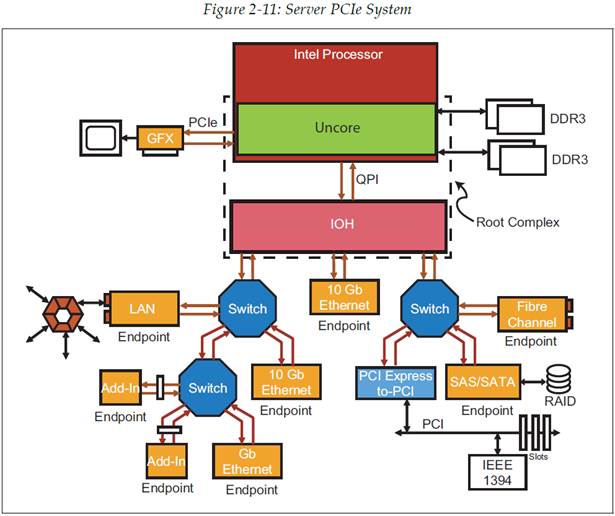 Figure 2-11: Server PCIe System
Intel Processor
Uncore
PCIe
GFX
DDR3
DDR3
QPI
Root Complex
IOH
LAN
Endpoint
Switch
10 Gb
Ethernet
Endpoint
Switch
Fibre
Channel
Endpoint
Add-In
Endpoint
Switch
10 Gb
Ethernet
Endpoint
PCI Express
to-PCI
SAS/SATA
Endpoint
RAID
Add-In
Endpoint
Gb
Ethernet
Endpoint
PCI
Slots
IEEE
1394